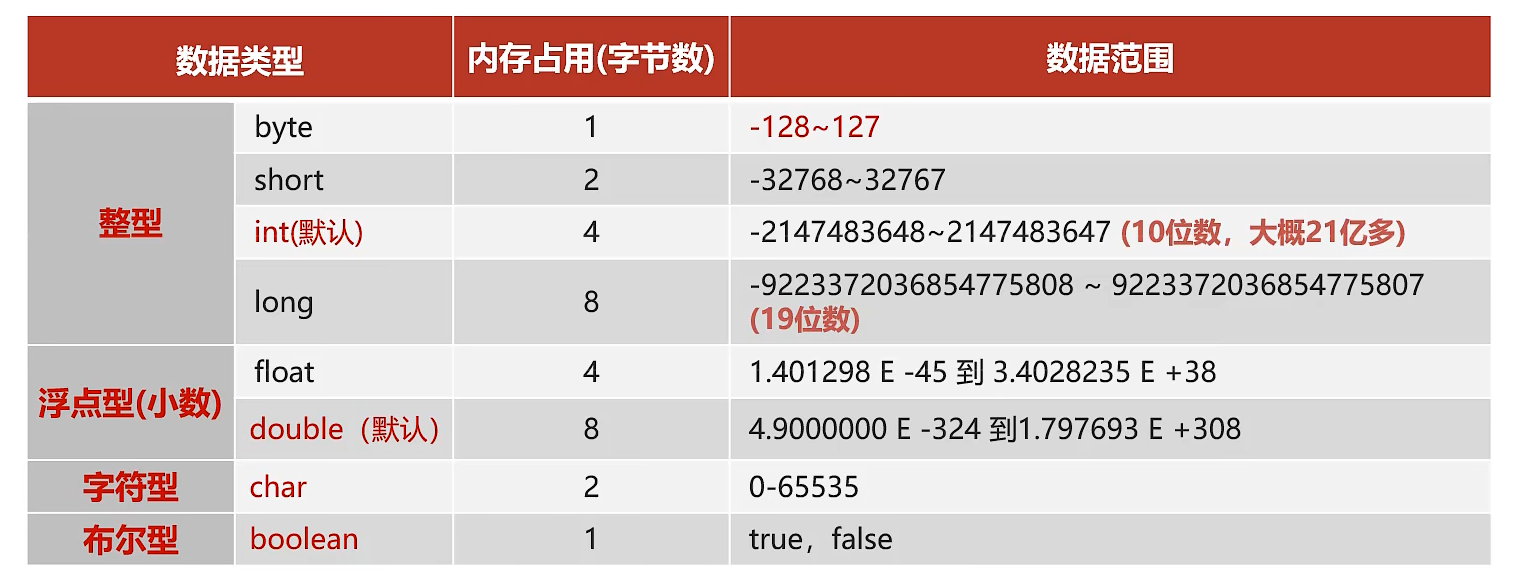 数据类型 内存占用(字节数) 数据范围
整型
byte 1 -128~127
short 2 -32768~32767
int(默认) 4 -2147483648~2147483647 (10位数，大概21亿多)
long 8 -9223372036854775808 ~ 9223372036854775807
(19位数)
浮点型(小数)
float 4 1.401298 E -45 到 3.4028235 E +38
double（默认） 8 4.9000000 E -324 到1.797693 E +308
字符型 char 2 0-65535
布尔型 boolean 1 true，false